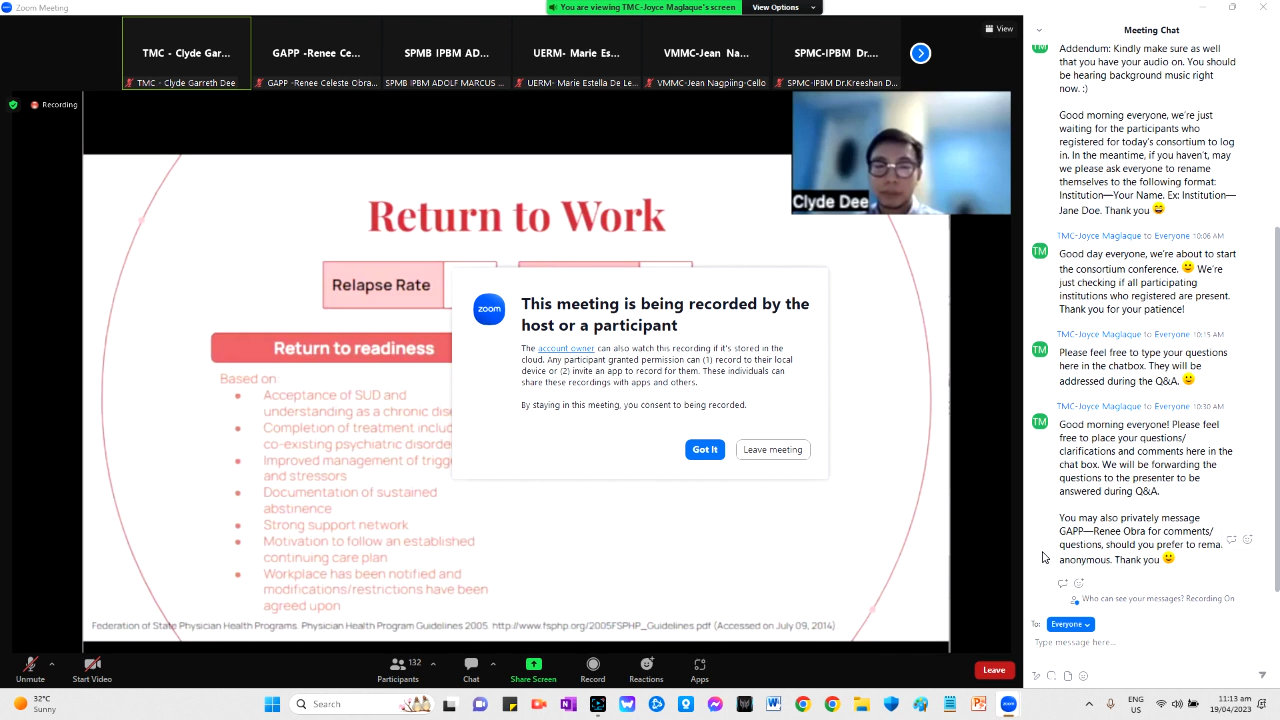 Zoom Meeting
You are viewing TMC-Joyce Maglaque's screen
View Options
View
TMC - Clyde Gar...
GAPP -Renee Ce...
SPMB IPBM AD...
UERM- Marie Es...
VMMC-Jean Na...
SPMC-IPBM Dr....
TMC - Clyde Garreth Dee
GAPP -Renee Celeste Obra...
SPMB IPBM ADOLF MARCUS ...
UERM- Marie Estella De Le...
VMMC-Jean Nagpiing-Cello
SPMC-IPBM Dr.Kreeshan D...
Recording
Clyde Dee
Return to Work
Relapse Rate
Return to readiness
Based on:
Acceptance of SUD and
understanding as a chronic dise
Completion of treatment includ
co-existing psychiatric disorde
Improved management of trigg
and stressors
Documentation of sustained
abstinence
Strong support network
Motivation to follow an established
continuing care plan
Workplace has been notified and
modifications/restrictions have been
agreed upon
Federation of State Physician Health Programs. Physician Health Program Guidelines 2005. http://www.fsphp.org/2005FSPHP_Guidelines.pdf (Accessed on July 09, 2014)
zoom
This meeting is being recorded by the
host or a participant
The account owner can also watch this recording if it's stored in the
cloud. Any participant granted permission can (1) record to their local
device or (2) invite an app to record for them. These individuals can
share these recordings with apps and others.
By staying in this meeting, you consent to being recorded.
Got it
Leave meeting
Meeting Chat
TM
Addendum: Kindly make sure as well
that you have your audio on. You should
be hearing background music right
now. :)
Good morning everyone, we're just
waiting for the participants who
registered for today's consortium to
log in. In the meantime, if you haven't, may
we please ask everyone to rename
themselves to the following format:
Institution—Your Name. Ex: Institution—
Jane Doe. Thank you 😄
TMC-Joyce Maglaque to Everyone 10:06 AM
TM
Good day everyone, we're about to start
the consortium conference. 🙂 We're
just checking if all participating
institutions who registered are present.
Thank you for your patience!
TMC-Joyce Maglaque to Everyone 10:15 AM
TM
Please feel free to type your questions
here in the chatbox. They will be
addressed during the Q&A. 🙂
TMC-Joyce Maglaque to Everyone 10:30 AM
TM
Good morning everyone! Please feel
free to place your questions/
clarifications and comments here in the
chat box. We will be forwarding the
questions to the presenter to be
answered during Q&A.
You may also privately message
GAPP—Renee Obra for comments/
questions, should you prefer to rema.
anonymous. Thank you 🙂
Who can see your messages? Recording On
To: Everyone
Type message here...
Unmute
Start Video
132
Participants
Chat
Share Screen
Record
Reactions
Apps
Leave
32°C
Sunny
Search
ENG
US
11:13 am
19/04/2023